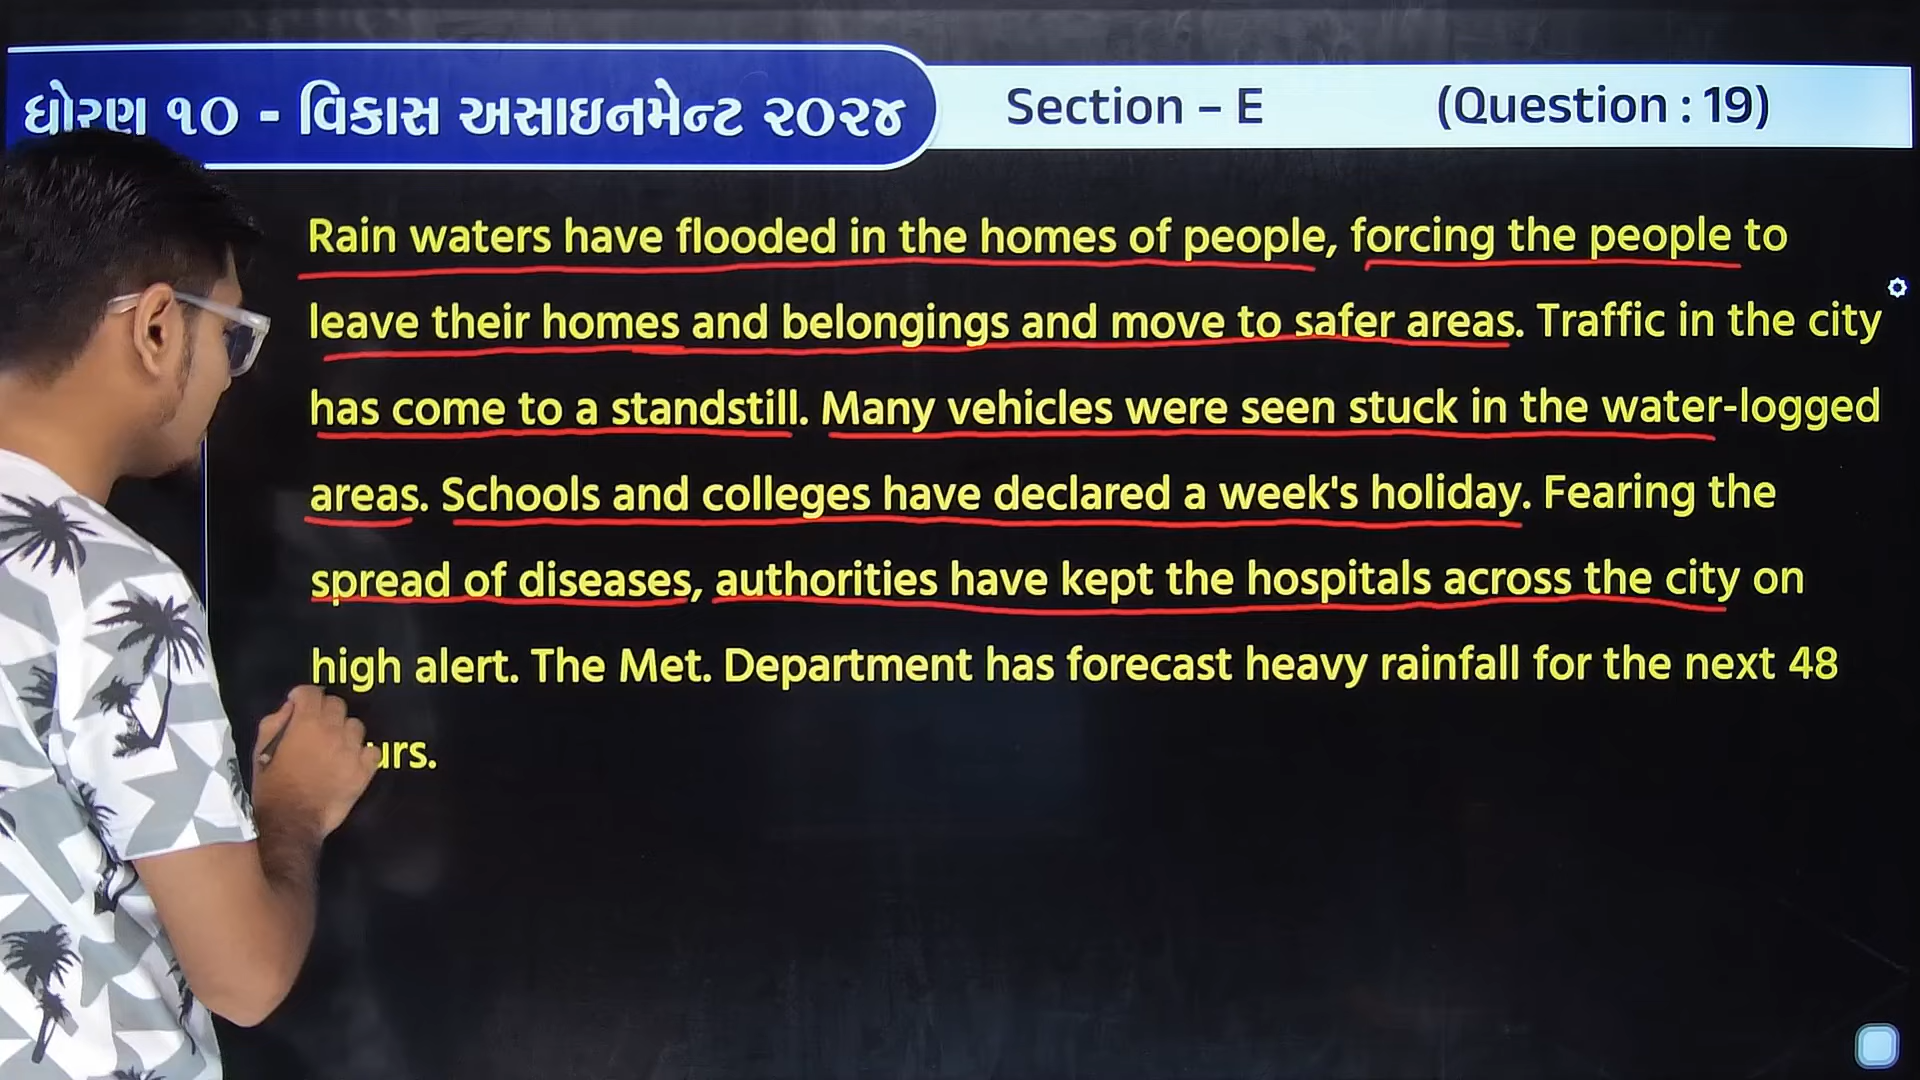 ધોરણ ૧૦ - વિકાસ અસાઇનમેન્ટ ૨૦૨૪
Section – E
(Question : 19)
Rain waters have flooded in the homes of people, forcing the people to
leave their homes and belongings and move to safer areas. Traffic in the city
has come to a standstill. Many vehicles were seen stuck in the water-logged
areas. Schools and colleges have declared a week's holiday. Fearing the
spread of diseases, authorities have kept the hospitals across the city on
high alert. The Met. Department has forecast heavy rainfall for the next 48